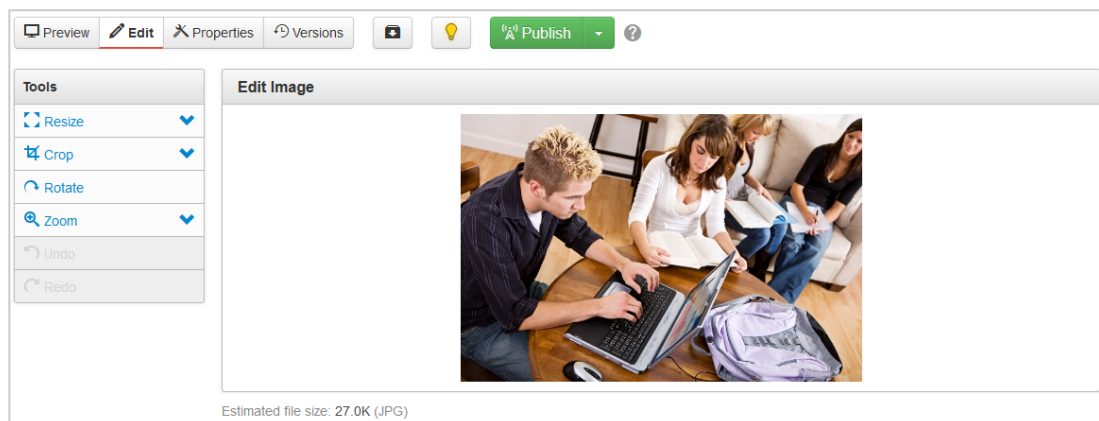 Preview Edit Properties Versions Publish ?
Tools
Resize
Crop
Rotate
Zoom
Undo
Redo
Edit Image
Estimated file size: 27.0K (JPG)